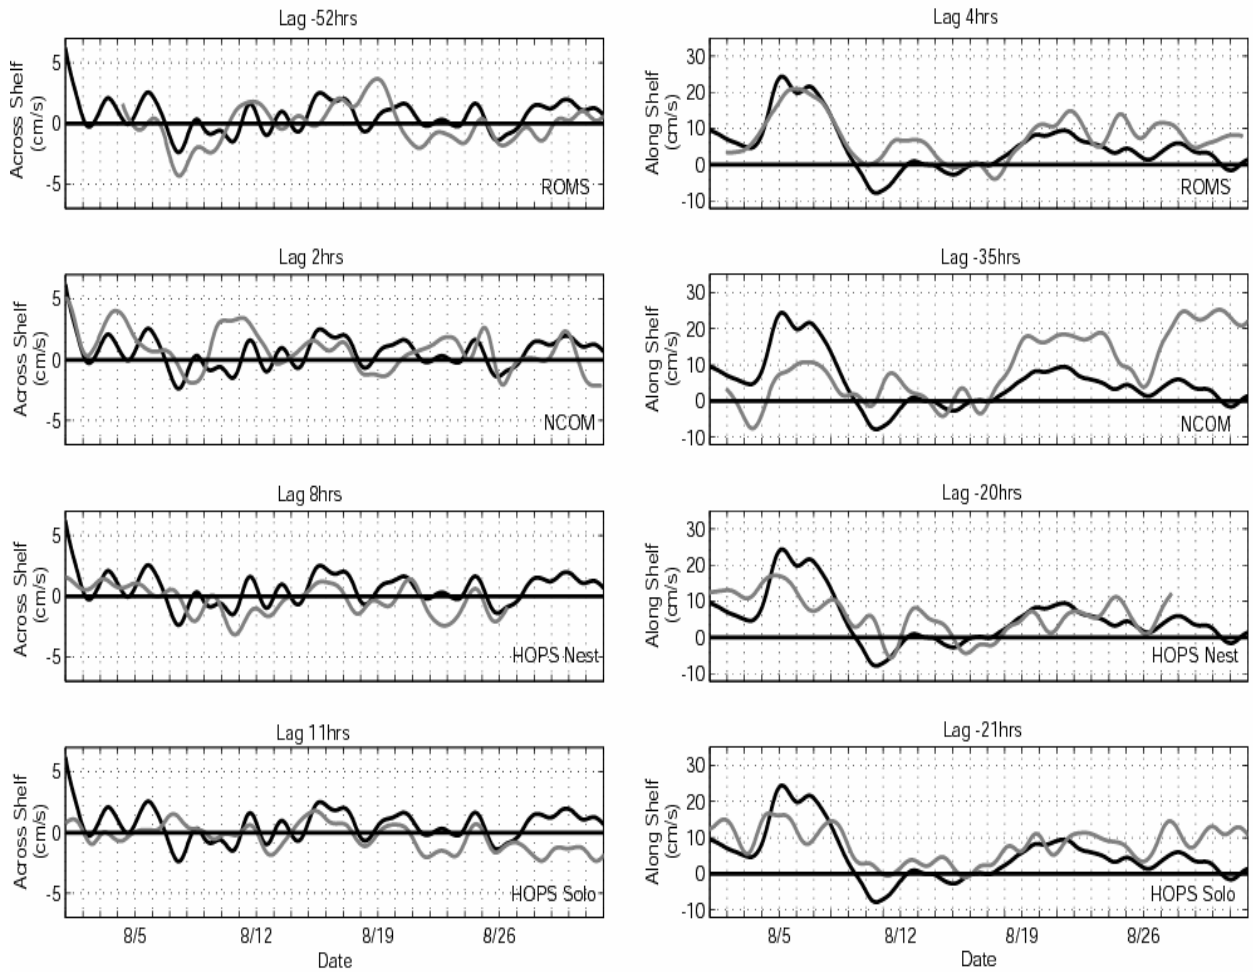 Lag -52hrs
Across Shelf
(cm/s)
5
0
-5
ROMS
Lag 4hrs
Along Shelf
(cm/s)
30
20
10
0
-10
ROMS
Lag 2hrs
Across Shelf
(cm/s)
5
0
-5
NCOM
Lag -35hrs
Along Shelf
(cm/s)
30
20
10
0
-10
NCOM
Lag 8hrs
Across Shelf
(cm/s)
5
0
-5
HOPS Nest
Lag -20hrs
Along Shelf
(cm/s)
30
20
10
0
-10
HOPS Nest
Lag 11hrs
Across Shelf
(cm/s)
5
0
-5
HOPS Solo
8/5 8/12 8/19 8/26
Date
Lag -21hrs
Along Shelf
(cm/s)
30
20
10
0
-10
HOPS Solo
8/5 8/12 8/19 8/26
Date